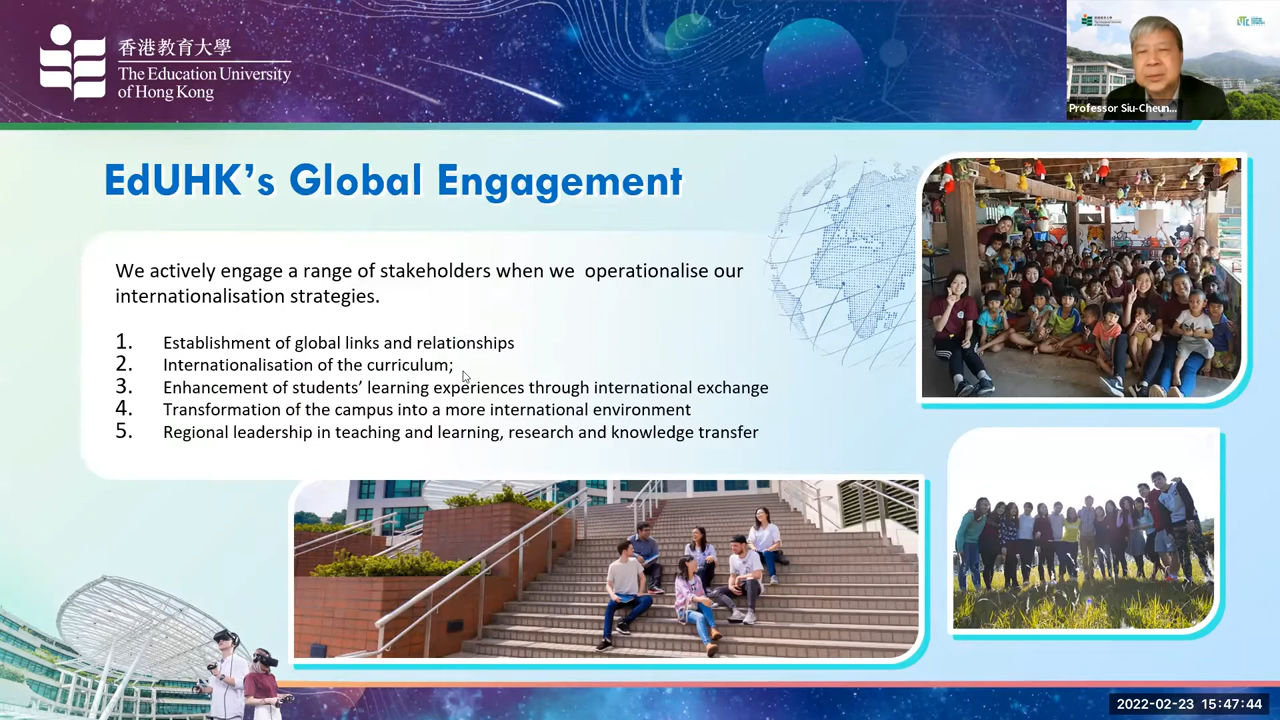 香港教育大學
The Education University
of Hong Kong
Professor Siu-Cheun...
EdUHK's Global Engagement
We actively engage a range of stakeholders when we operationalise our
internationalisation strategies.
1. Establishment of global links and relationships
2. Internationalisation of the curriculum;
3. Enhancement of students' learning experiences through international exchange
4. Transformation of the campus into a more international environment
5. Regional leadership in teaching and learning, research and knowledge transfer
2022-02-23 15:47:44